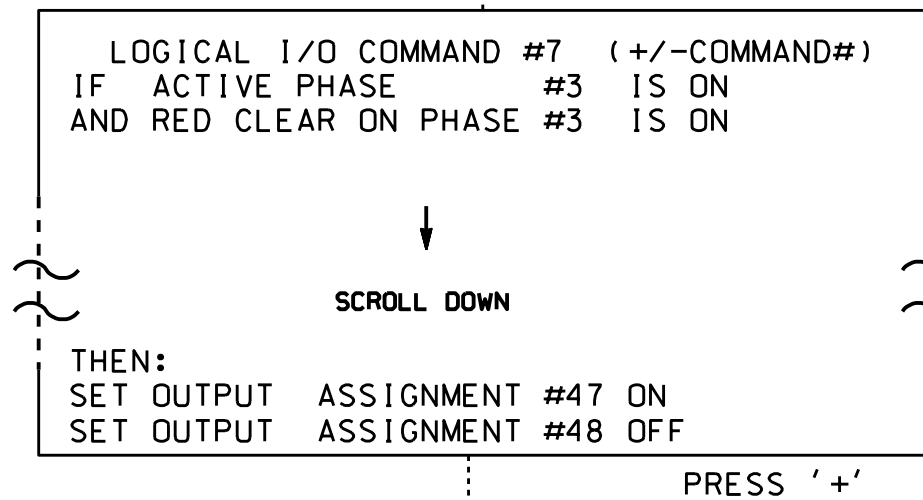 LOGICAL I/O COMMAND #7 (+/-COMMAND#)
IF ACTIVE PHASE #3 IS ON
AND RED CLEAR ON PHASE #3 IS ON
SCROLL DOWN
THEN:
SET OUTPUT ASSIGNMENT #47 ON
SET OUTPUT ASSIGNMENT #48 OFF
PRESS '+'